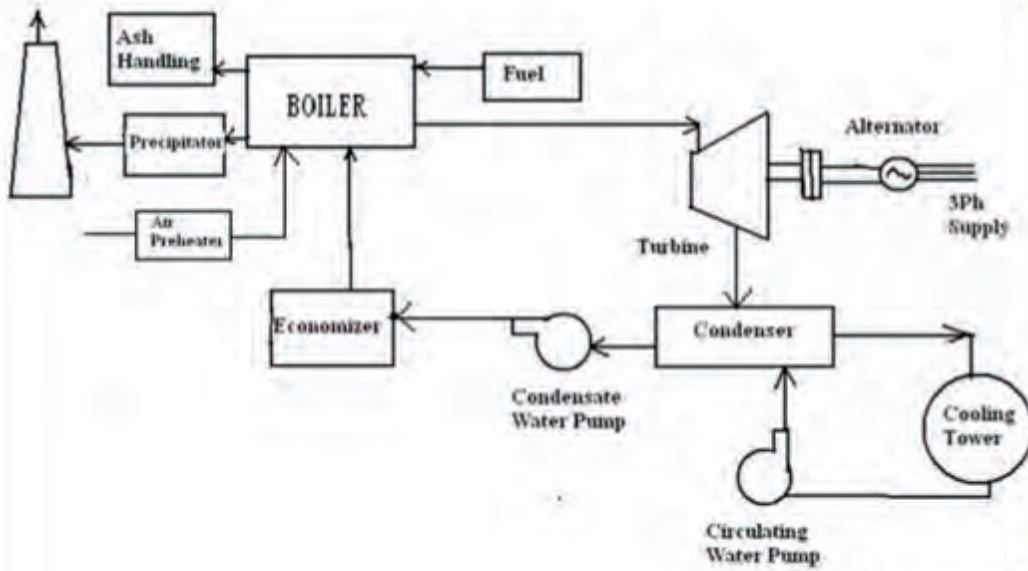 Ash
Handling
BOILER
Fuel
Precipitator
Alternator
Air
Preheater
3Ph
Supply
Turbine
Economizer
Condenser
Condensate
Water Pump
Cooling
Tower
Circulating
Water Pump